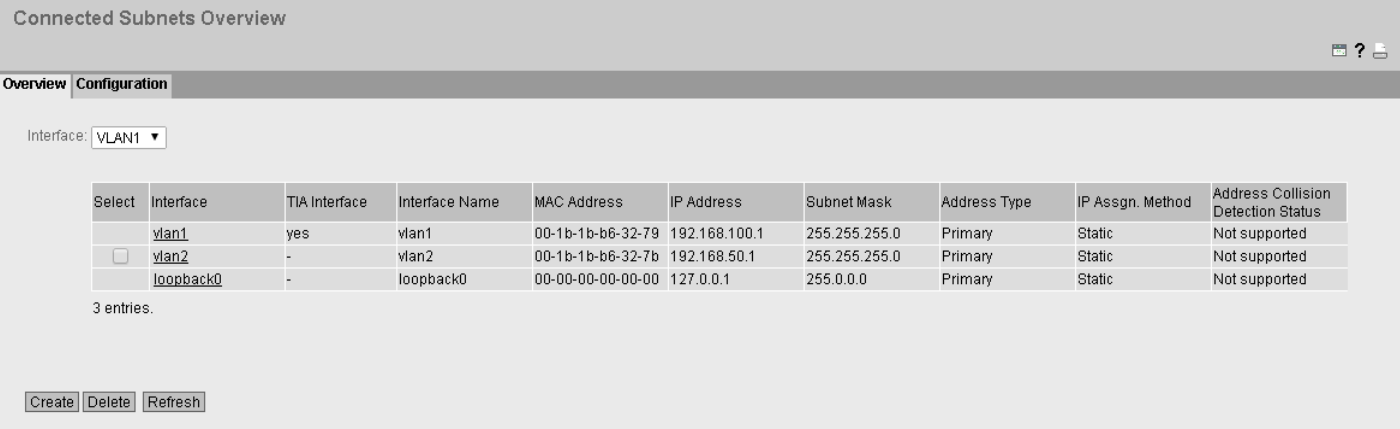 Connected Subnets Overview
?
Overview Configuration
Interface: VLAN1
Select Interface TIA Interface Interface Name MAC Address IP Address Subnet Mask Address Type IP Assgn. Method Address Collision Detection Status
vlan1 yes vlan1 00-1b-1b-b6-32-79 192.168.100.1 255.255.255.0 Primary Static Not supported
vlan2 - vlan2 00-1b-1b-b6-32-7b 192.168.50.1 255.255.255.0 Primary Static Not supported
loopback0 - loopback0 00-00-00-00-00-00 127.0.0.1 255.0.0.0 Primary Static Not supported
3 entries.
Create Delete Refresh